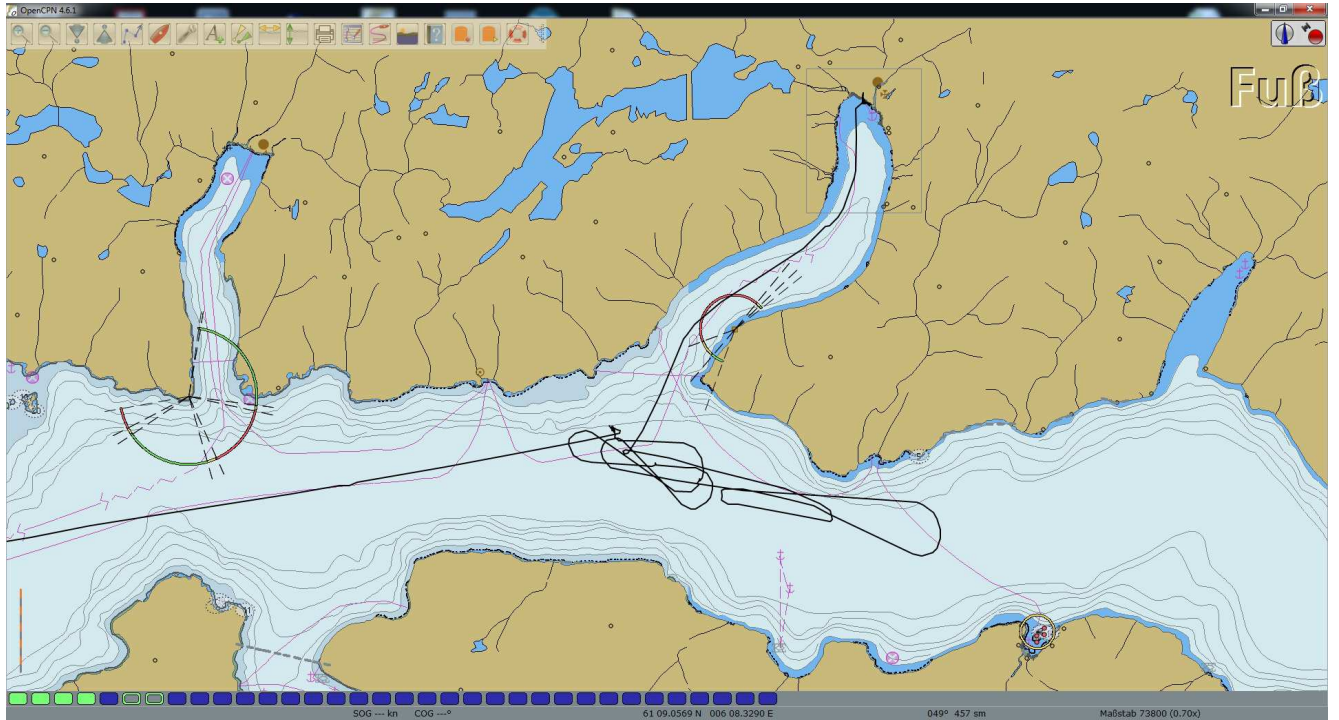 OpenCPN 4.6.1
Fuß
SOG --- kn COG ---°
61 09.0569 N 006 08.3290 E
049° 457 sm
Maßstab 73800 (0.70x)